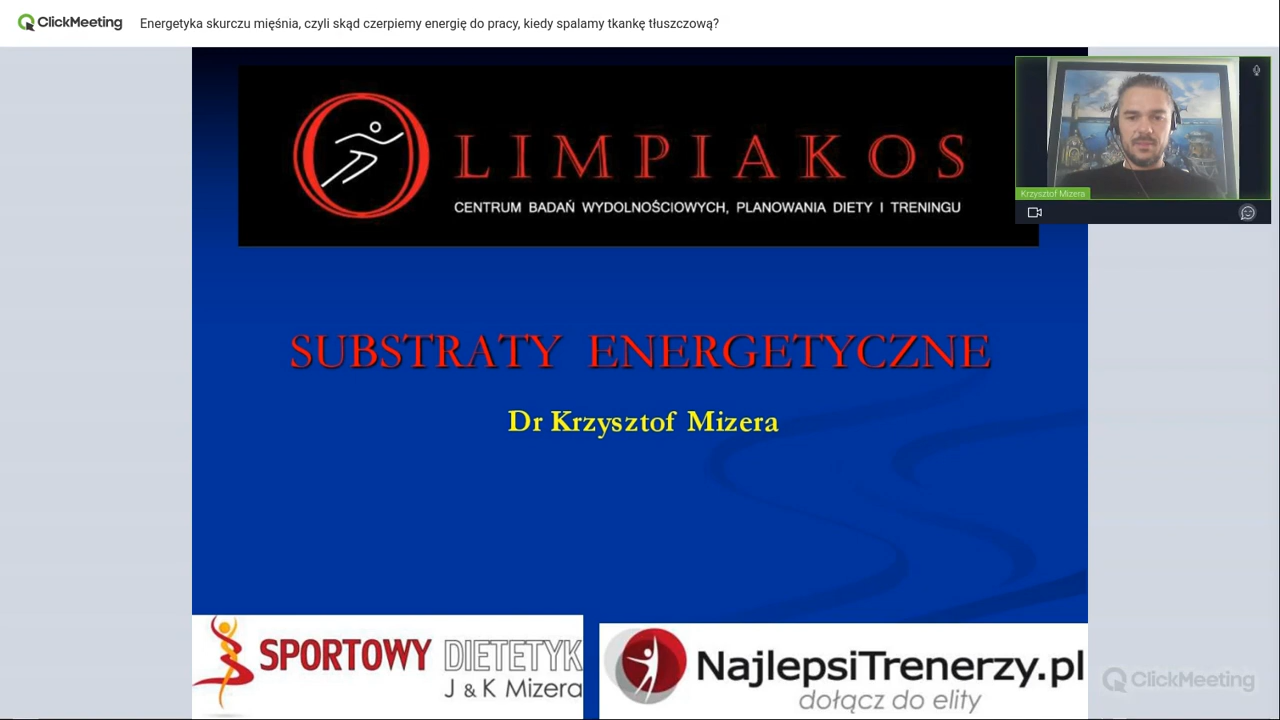 ClickMeeting
Energetyka skurczu mięśnia, czyli skąd czerpiemy energię do pracy, kiedy spalamy tkankę tłuszczową?
OLIMPIAKOS
CENTRUM BADAŃ WYDOLNOŚCIOWYCH, PLANOWANIA DIETY I TRENINGU
Krzysztof Mizera
SUBSTRATY ENERGETYCZNE
Dr Krzysztof Mizera
SPORTOWY DIETETYK
J & K Mizera
NajlepsiTrenerzy.pl
dołącz do elity
ClickMeeting